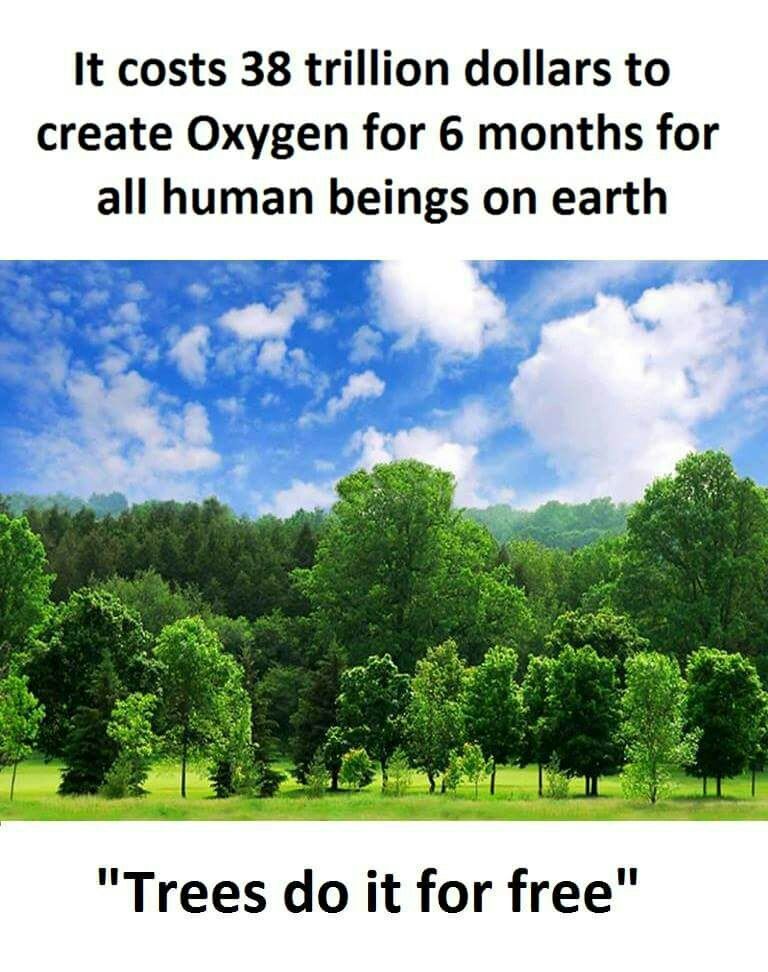 It costs 38 trillion dollars to
create Oxygen for 6 months for
all human beings on earth
"Trees do it for free"